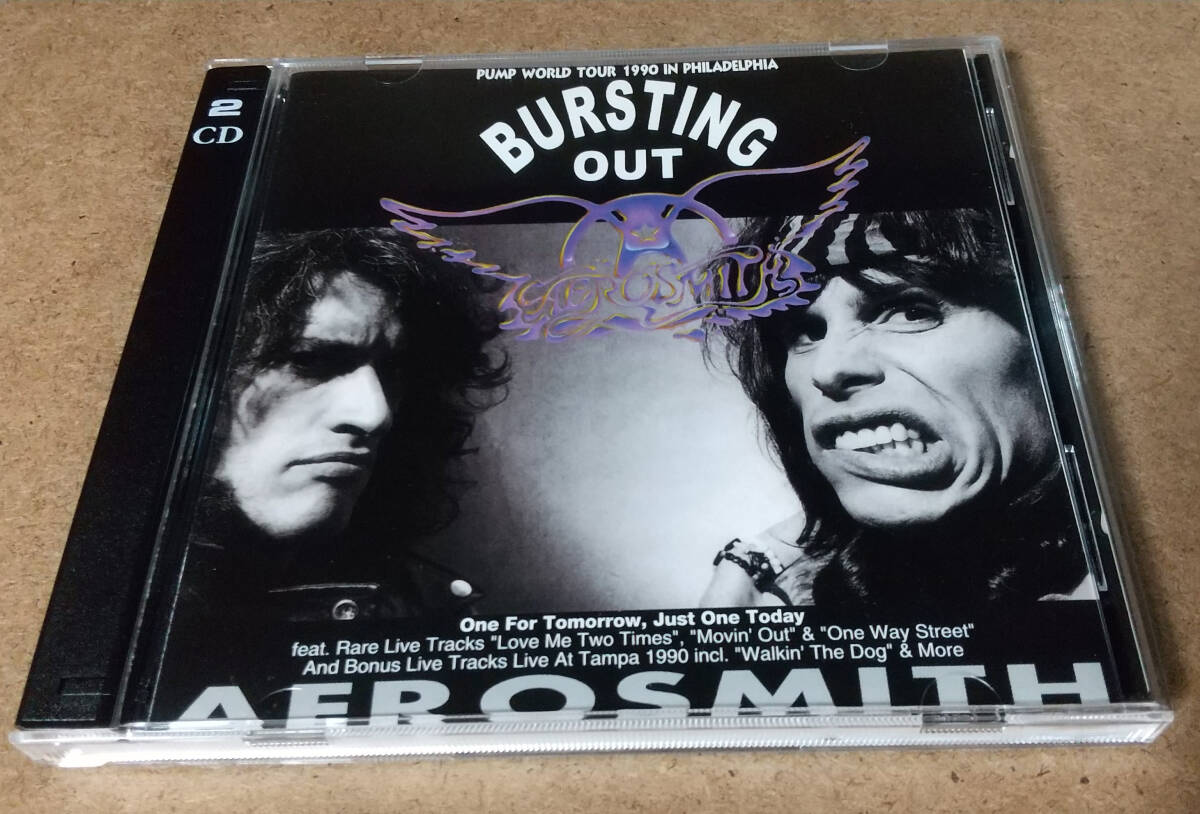 2
CD
PUMP WORLD TOUR 1990 IN PHILADELPHIA
BURSTING
OUT
AEROSMITH
One For Tomorrow, Just One Today
feat. Rare Live Tracks "Love Me Two Times", "Movin' Out" & "One Way Street"
And Bonus Live Tracks Live At Tampa 1990 incl. "Walkin' The Dog" & More
AEROSMITH